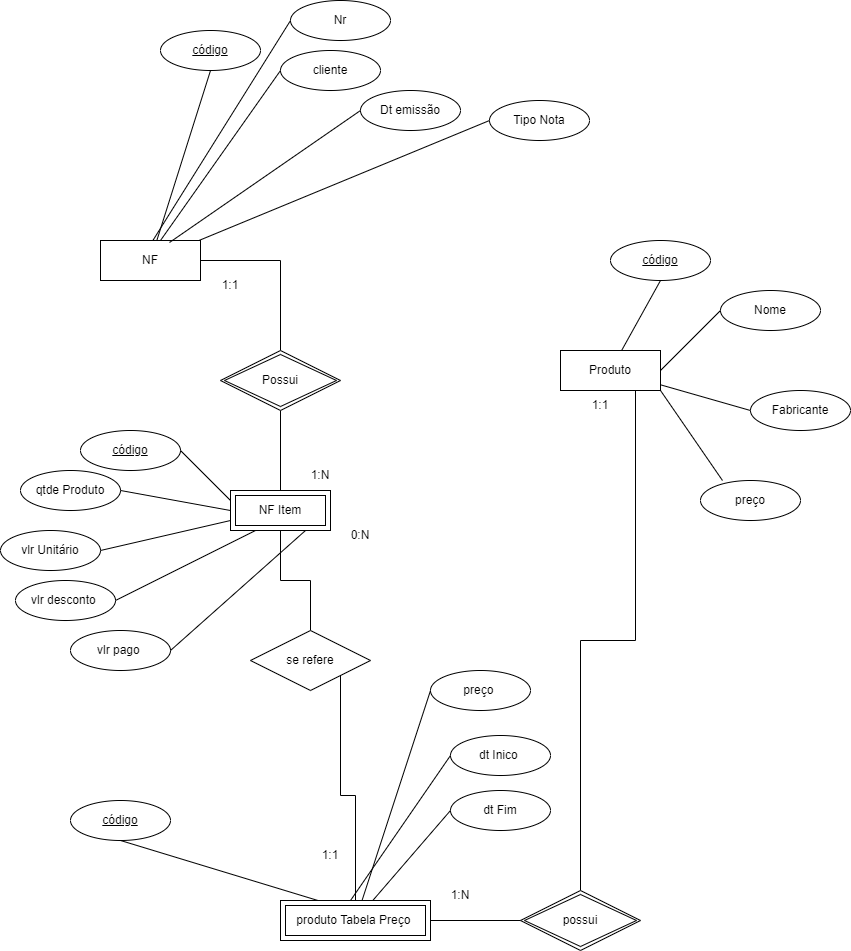 Nr
código
cliente
Dt emissão
Tipo Nota
NF
código
1:1
Nome
Produto
Possui
1:1
Fabricante
código
1:N
qtde Produto
preço
NF Item
0:N
vlr Unitário
vlr desconto
vlr pago
se refere
preço
dt Inico
dt Fim
código
1:1
1:N
produto Tabela Preço
possui